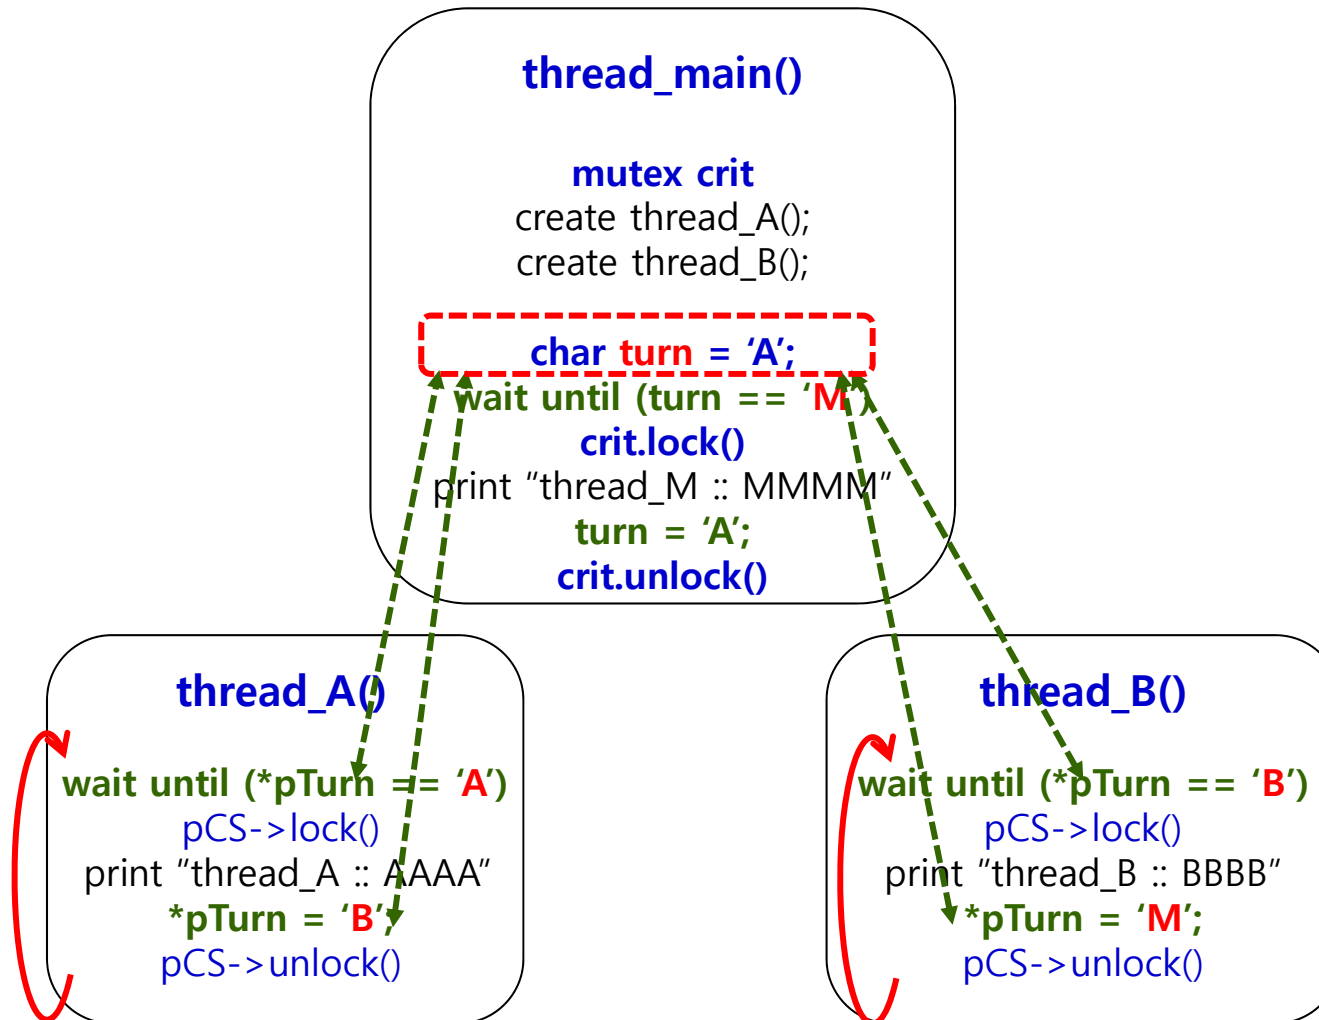 thread_main()
mutex crit
create thread_A();
create thread_B();
char turn = ‘A’;
wait until (turn == ‘M’)
crit.lock()
print “thread_M :: MMMM”
turn = ‘A’;
crit.unlock()
thread_A()
wait until (*pTurn == ‘A’)
pCS->lock()
print “thread_A :: AAAA”
*pTurn = ‘B’;
pCS->unlock()
thread_B()
wait until (*pTurn == ‘B’)
pCS->lock()
print “thread_B :: BBBB”
*pTurn = ‘M’;
pCS->unlock()